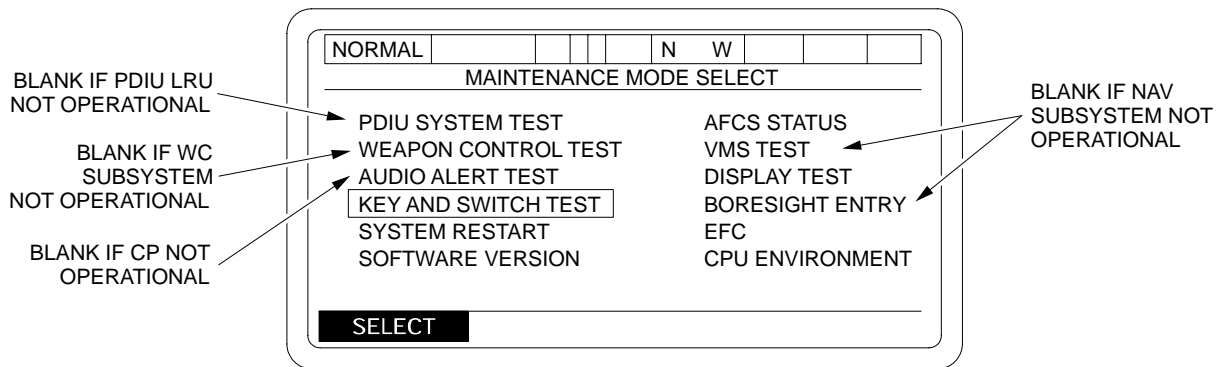 BLANK IF PDIU LRU
NOT OPERATIONAL
BLANK IF WC
SUBSYSTEM
NOT OPERATIONAL
BLANK IF CP NOT
OPERATIONAL
NORMAL N W
MAINTENANCE MODE SELECT
PDIU SYSTEM TEST
WEAPON CONTROL TEST
AUDIO ALERT TEST
KEY AND SWITCH TEST
SYSTEM RESTART
SOFTWARE VERSION
AFCS STATUS
VMS TEST
DISPLAY TEST
BORESIGHT ENTRY
EFC
CPU ENVIRONMENT
SELECT
BLANK IF NAV
SUBSYSTEM NOT
OPERATIONAL